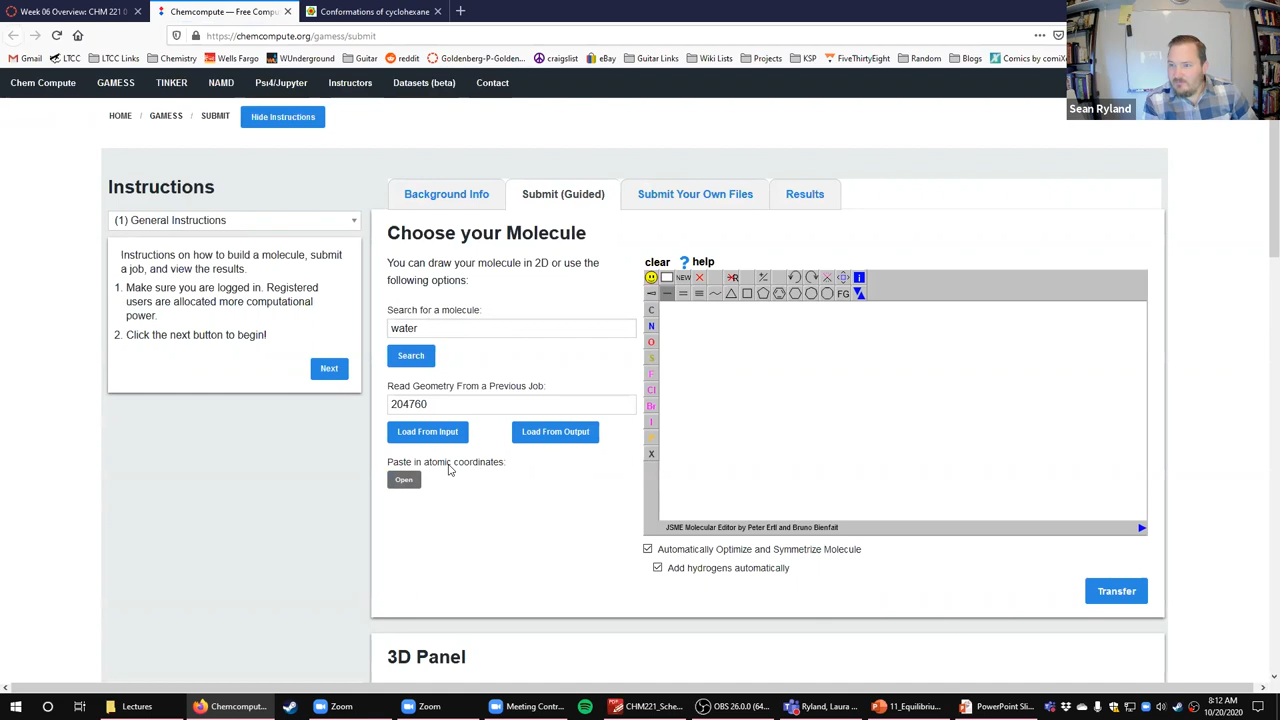 Week 06 Overview: CHM 221 0
Chemcompute — Free Compu
Conformations of cyclohexane
https://chemcompute.org/gamess/submit
Gmail
LTCC
LTCC Links
Chemistry
Wells Fargo
WUnderground
Guitar
reddit
Goldenberg-P-Golden...
craigslist
eBay
Guitar Links
Wiki Lists
Projects
KSP
FiveThirtyEight
Random
Blogs
Comics by comiX
Chem Compute
GAMESS
TINKER
NAMD
Psi4/Jupyter
Instructors
Datasets (beta)
Contact
Sean Ryland
HOME / GAMESS / SUBMIT
Hide Instructions
Instructions
(1) General Instructions
Instructions on how to build a molecule, submit
a job, and view the results.
1. Make sure you are logged in. Registered
users are allocated more computational
power.
2. Click the next button to begin!
Next
Background Info
Submit (Guided)
Submit Your Own Files
Results
Choose your Molecule
You can draw your molecule in 2D or use the
following options:
Search for a molecule:
water
Search
Read Geometry From a Previous Job:
204760
Load From Input
Load From Output
Paste in atomic coordinates:
Open
clear ? help
NEW
R
i
FG
C
N
O
S
F
Cl
Br
I
X
JSME Molecular Editor by Peter Ertl and Bruno Bienfait
Automatically Optimize and Symmetrize Molecule
Add hydrogens automatically
Transfer
3D Panel
Lectures
Chemcompute...
Zoom
Zoom
Meeting Contr...
CHM221_Sche...
OBS 26.0.0 (64-...
Ryland, Laura ...
11_Equilibriu...
PowerPoint Sli...
8:12 AM
10/20/2020